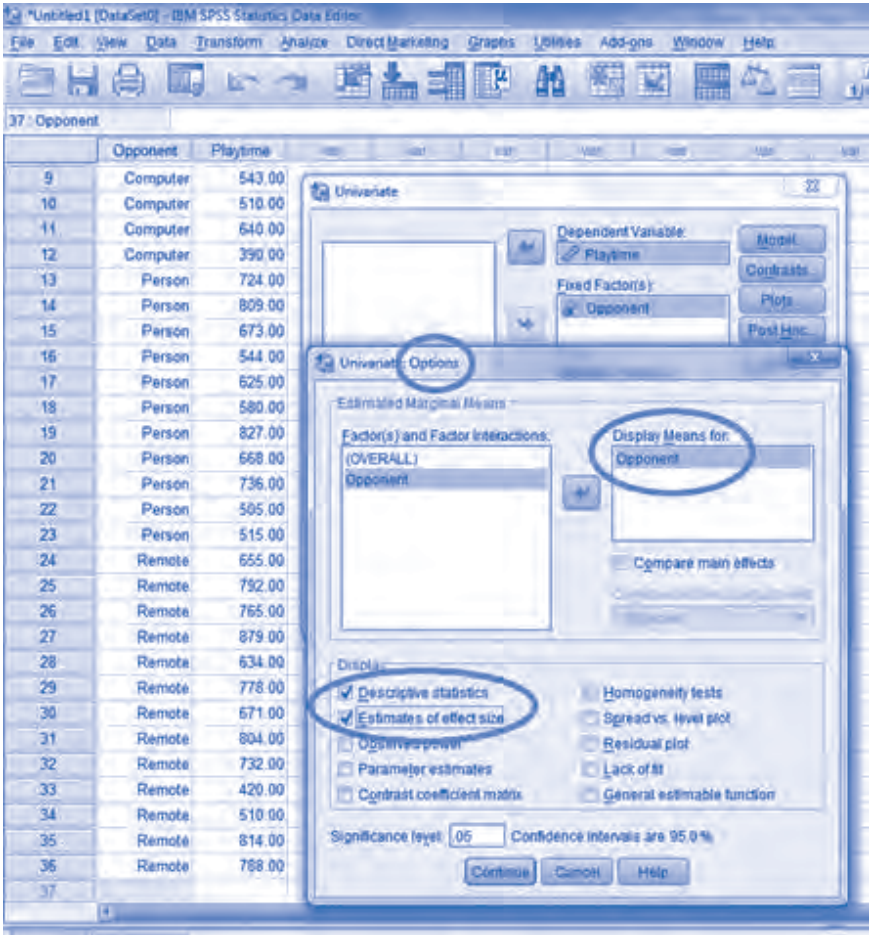 *Untitled1 [DataSet0] - IBM SPSS Statistics Data Editor
File Edit View Data Transform Analyze Direct Marketing Graphs Utilities Add-ons Window Help
37 : Opponent
Opponent Playtime var var var var var var var
9 Computer 543.00
10 Computer 510.00
11 Computer 640.00
12 Computer 390.00
13 Person 724.00
14 Person 809.00
15 Person 673.00
16 Person 544.00
17 Person 625.00
18 Person 580.00
19 Person 827.00
20 Person 668.00
21 Person 736.00
22 Person 505.00
23 Person 515.00
24 Remote 655.00
25 Remote 792.00
26 Remote 765.00
27 Remote 879.00
28 Remote 634.00
29 Remote 778.00
30 Remote 671.00
31 Remote 804.00
32 Remote 732.00
33 Remote 420.00
34 Remote 510.00
35 Remote 814.00
36 Remote 788.00
37
Univariate
Dependent Variable:
Playtime
Fixed Factor(s):
Opponent
Model...
Contrasts...
Plots...
Post Hoc...
Univariate: Options
Estimated Marginal Means
Factor(s) and Factor Interactions:
(OVERALL)
Opponent
Display Means for:
Opponent
Compare main effects
Display
Descriptive statistics
Estimates of effect size
Observed power
Parameter estimates
Contrast coefficient matrix
Homogeneity tests
Spread vs. level plot
Residual plot
Lack of fit
General estimable function
Significance level: .05 Confidence intervals are 95.0%
Continue Cancel Help